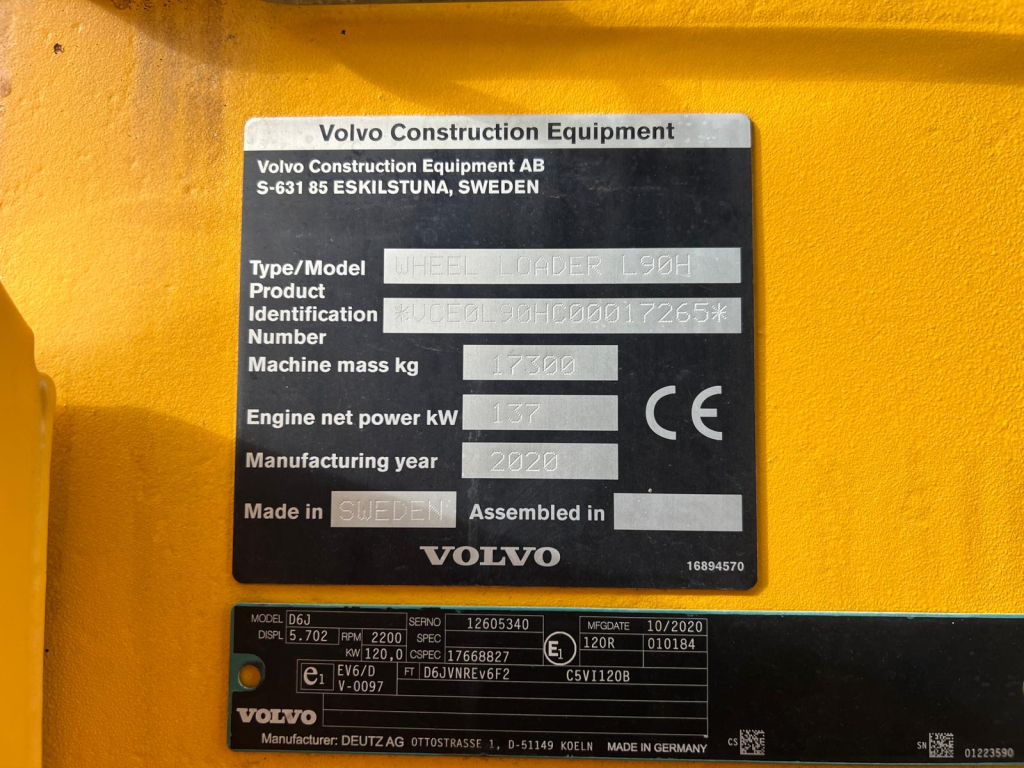 Volvo Construction Equipment
Volvo Construction Equipment AB
S-631 85 ESKILSTUNA, SWEDEN
Type/Model WHEEL LOADER L90H
Product
Identification *VCE0L90HC00017265*
Number
Machine mass kg 17300
Engine net power kW 137
CE
Manufacturing year 2020
Made in SWEDEN Assembled in
VOLVO
16894570
MODEL D6J SERNO 12605340 MFGDATE 10/2020
DISPL 5.702 RPM 2200 SPEC E1 120R 010184
KW 120,0 CSPEC 17668827
e1 EV6/D FT D6JVNREv6F2 C5VI120B
V-0097
VOLVO
Manufacturer: DEUTZ AG OTTOSTRASSE 1, D-51149 KOELN MADE IN GERMANY CS SN 01223590